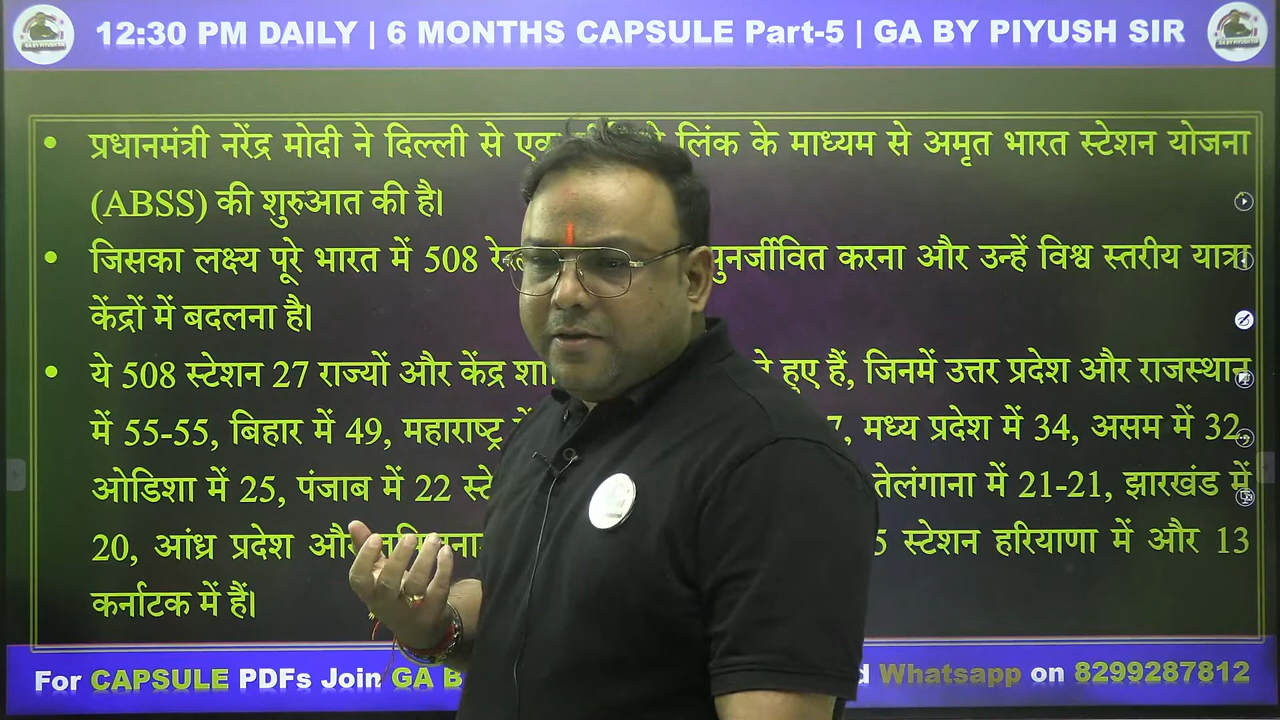 12:30 PM DAILY | 6 MONTHS CAPSULE Part-5 | GA BY PIYUSH SIR
प्रधानमंत्री नरेंद्र मोदी ने दिल्ली से लिंक के माध्यम से अमृत भारत स्टेशन योजना
(ABSS) की शुरुआत की है।
जिसका लक्ष्य पूरे भारत में 508 पुनर्जीवित करना और उन्हें विश्व स्तरीय यात्रा
केंद्रों में बदलना है।
ये 508 स्टेशन 27 राज्यों और केंद्र हुए हैं, जिनमें उत्तर प्रदेश और राजस्थान
में 55-55, बिहार में 49, महाराष्ट्र मध्य प्रदेश में 34, असम में 32,
ओडिशा में 25, पंजाब में 22 तेलंगाना में 21-21, झारखंड में
20, आंध्र प्रदेश और स्टेशन हरियाणा में और 13
कर्नाटक में हैं।
For CAPSULE PDFs Join GA Whatsapp on 8299287812